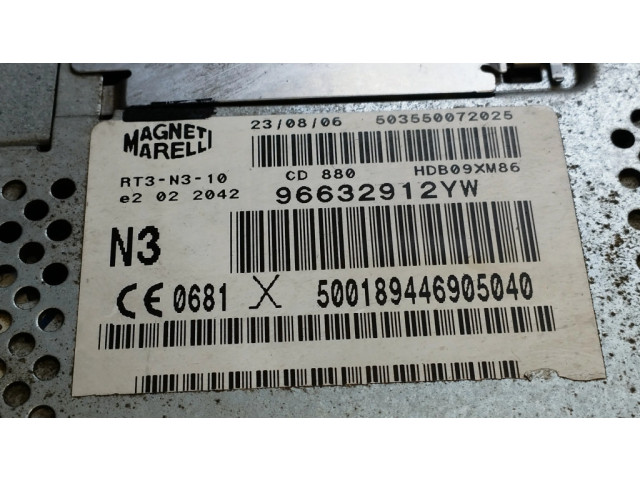 MAGNETI
MARELLI
23/08/06 503550072025
RT3-N3-10 CD 880 HDB09XM86
e2 02 2042 96632912YW
N3
CE 0681 X 500189446905040